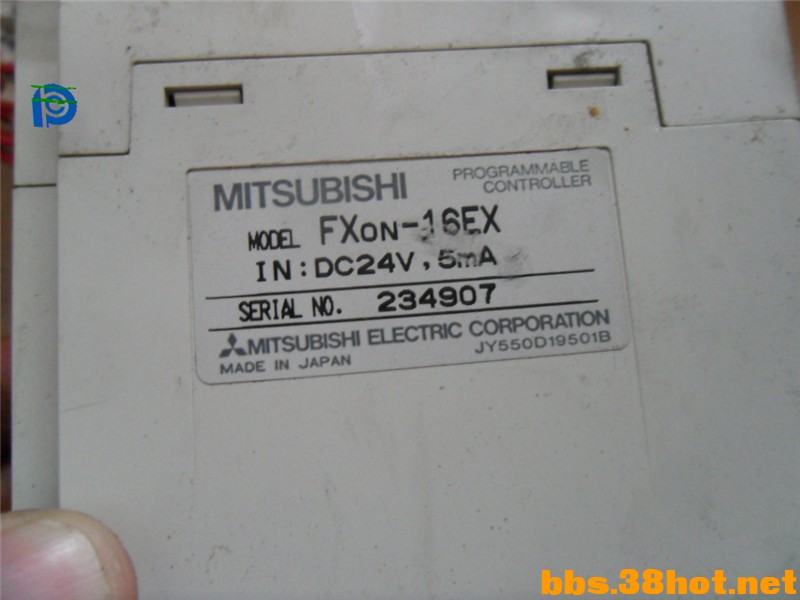 MITSUBISHI
PROGRAMMABLE
CONTROLLER
MODEL FX0N-16EX
IN : DC24V, 5mA
SERIAL NO. 234907
MITSUBISHI ELECTRIC CORPORATION
MADE IN JAPAN
JY550D19501B
bbs.38hot.net